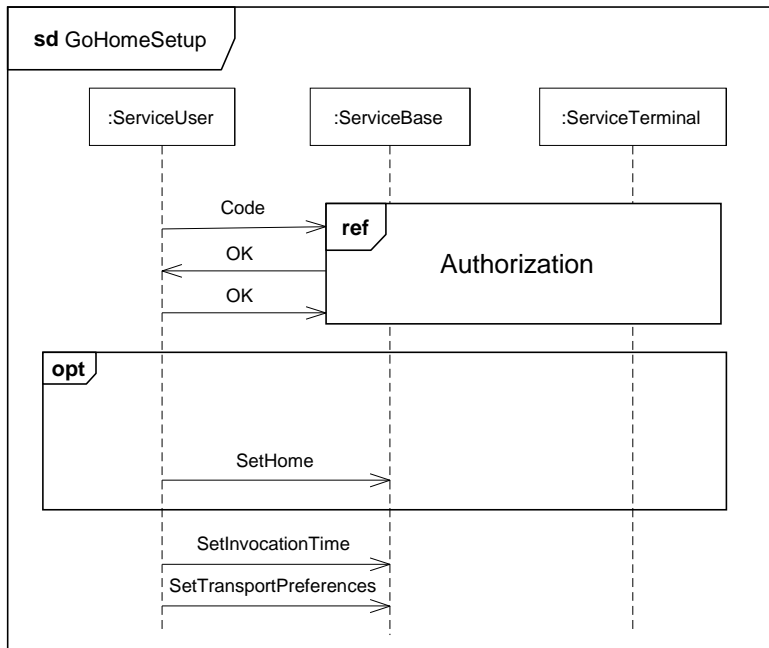 sd GoHomeSetup
:ServiceUser
:ServiceBase
:ServiceTerminal
Code
ref
OK
Authorization
OK
opt
SetHome
SetInvocationTime
SetTransportPreferences